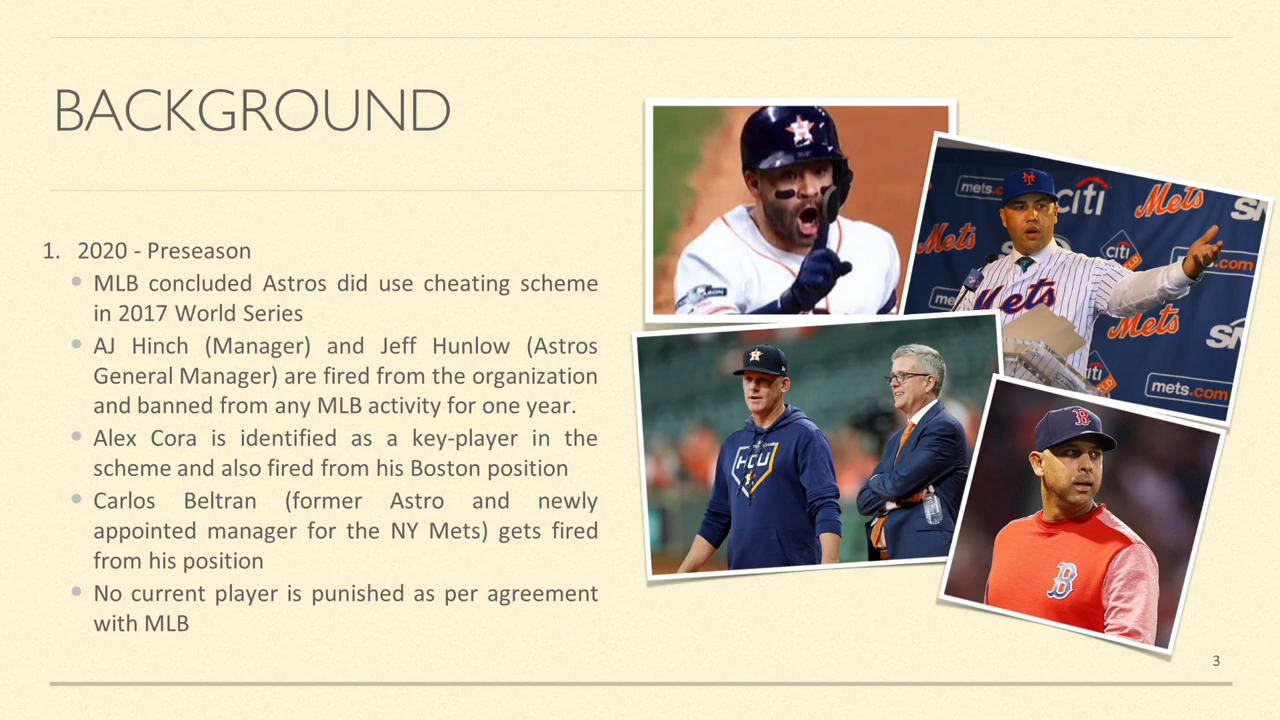 BACKGROUND
1. 2020 - Preseason
• MLB concluded Astros did use cheating scheme
in 2017 World Series
• AJ Hinch (Manager) and Jeff Hunlow (Astros
General Manager) are fired from the organization
and banned from any MLB activity for one year.
• Alex Cora is identified as a key-player in the
scheme and also fired from his Boston position
• Carlos Beltran (former Astro and newly
appointed manager for the NY Mets) gets fired
from his position
• No current player is punished as per agreement
with MLB
citi
Mets
Mets
citi
.com
Mets
Mets
citi
mets.com
HCU
B
B
3